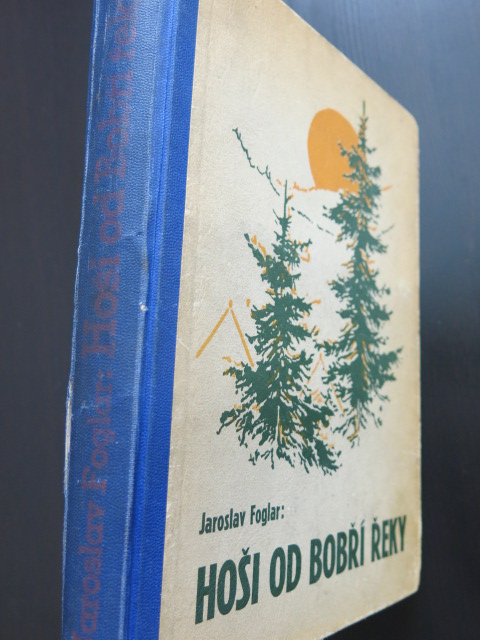 Jaroslav Foglar: Hoši od Bobří řeky
Jaroslav Foglar:
HOŠI OD BOBŘÍ ŘEKY